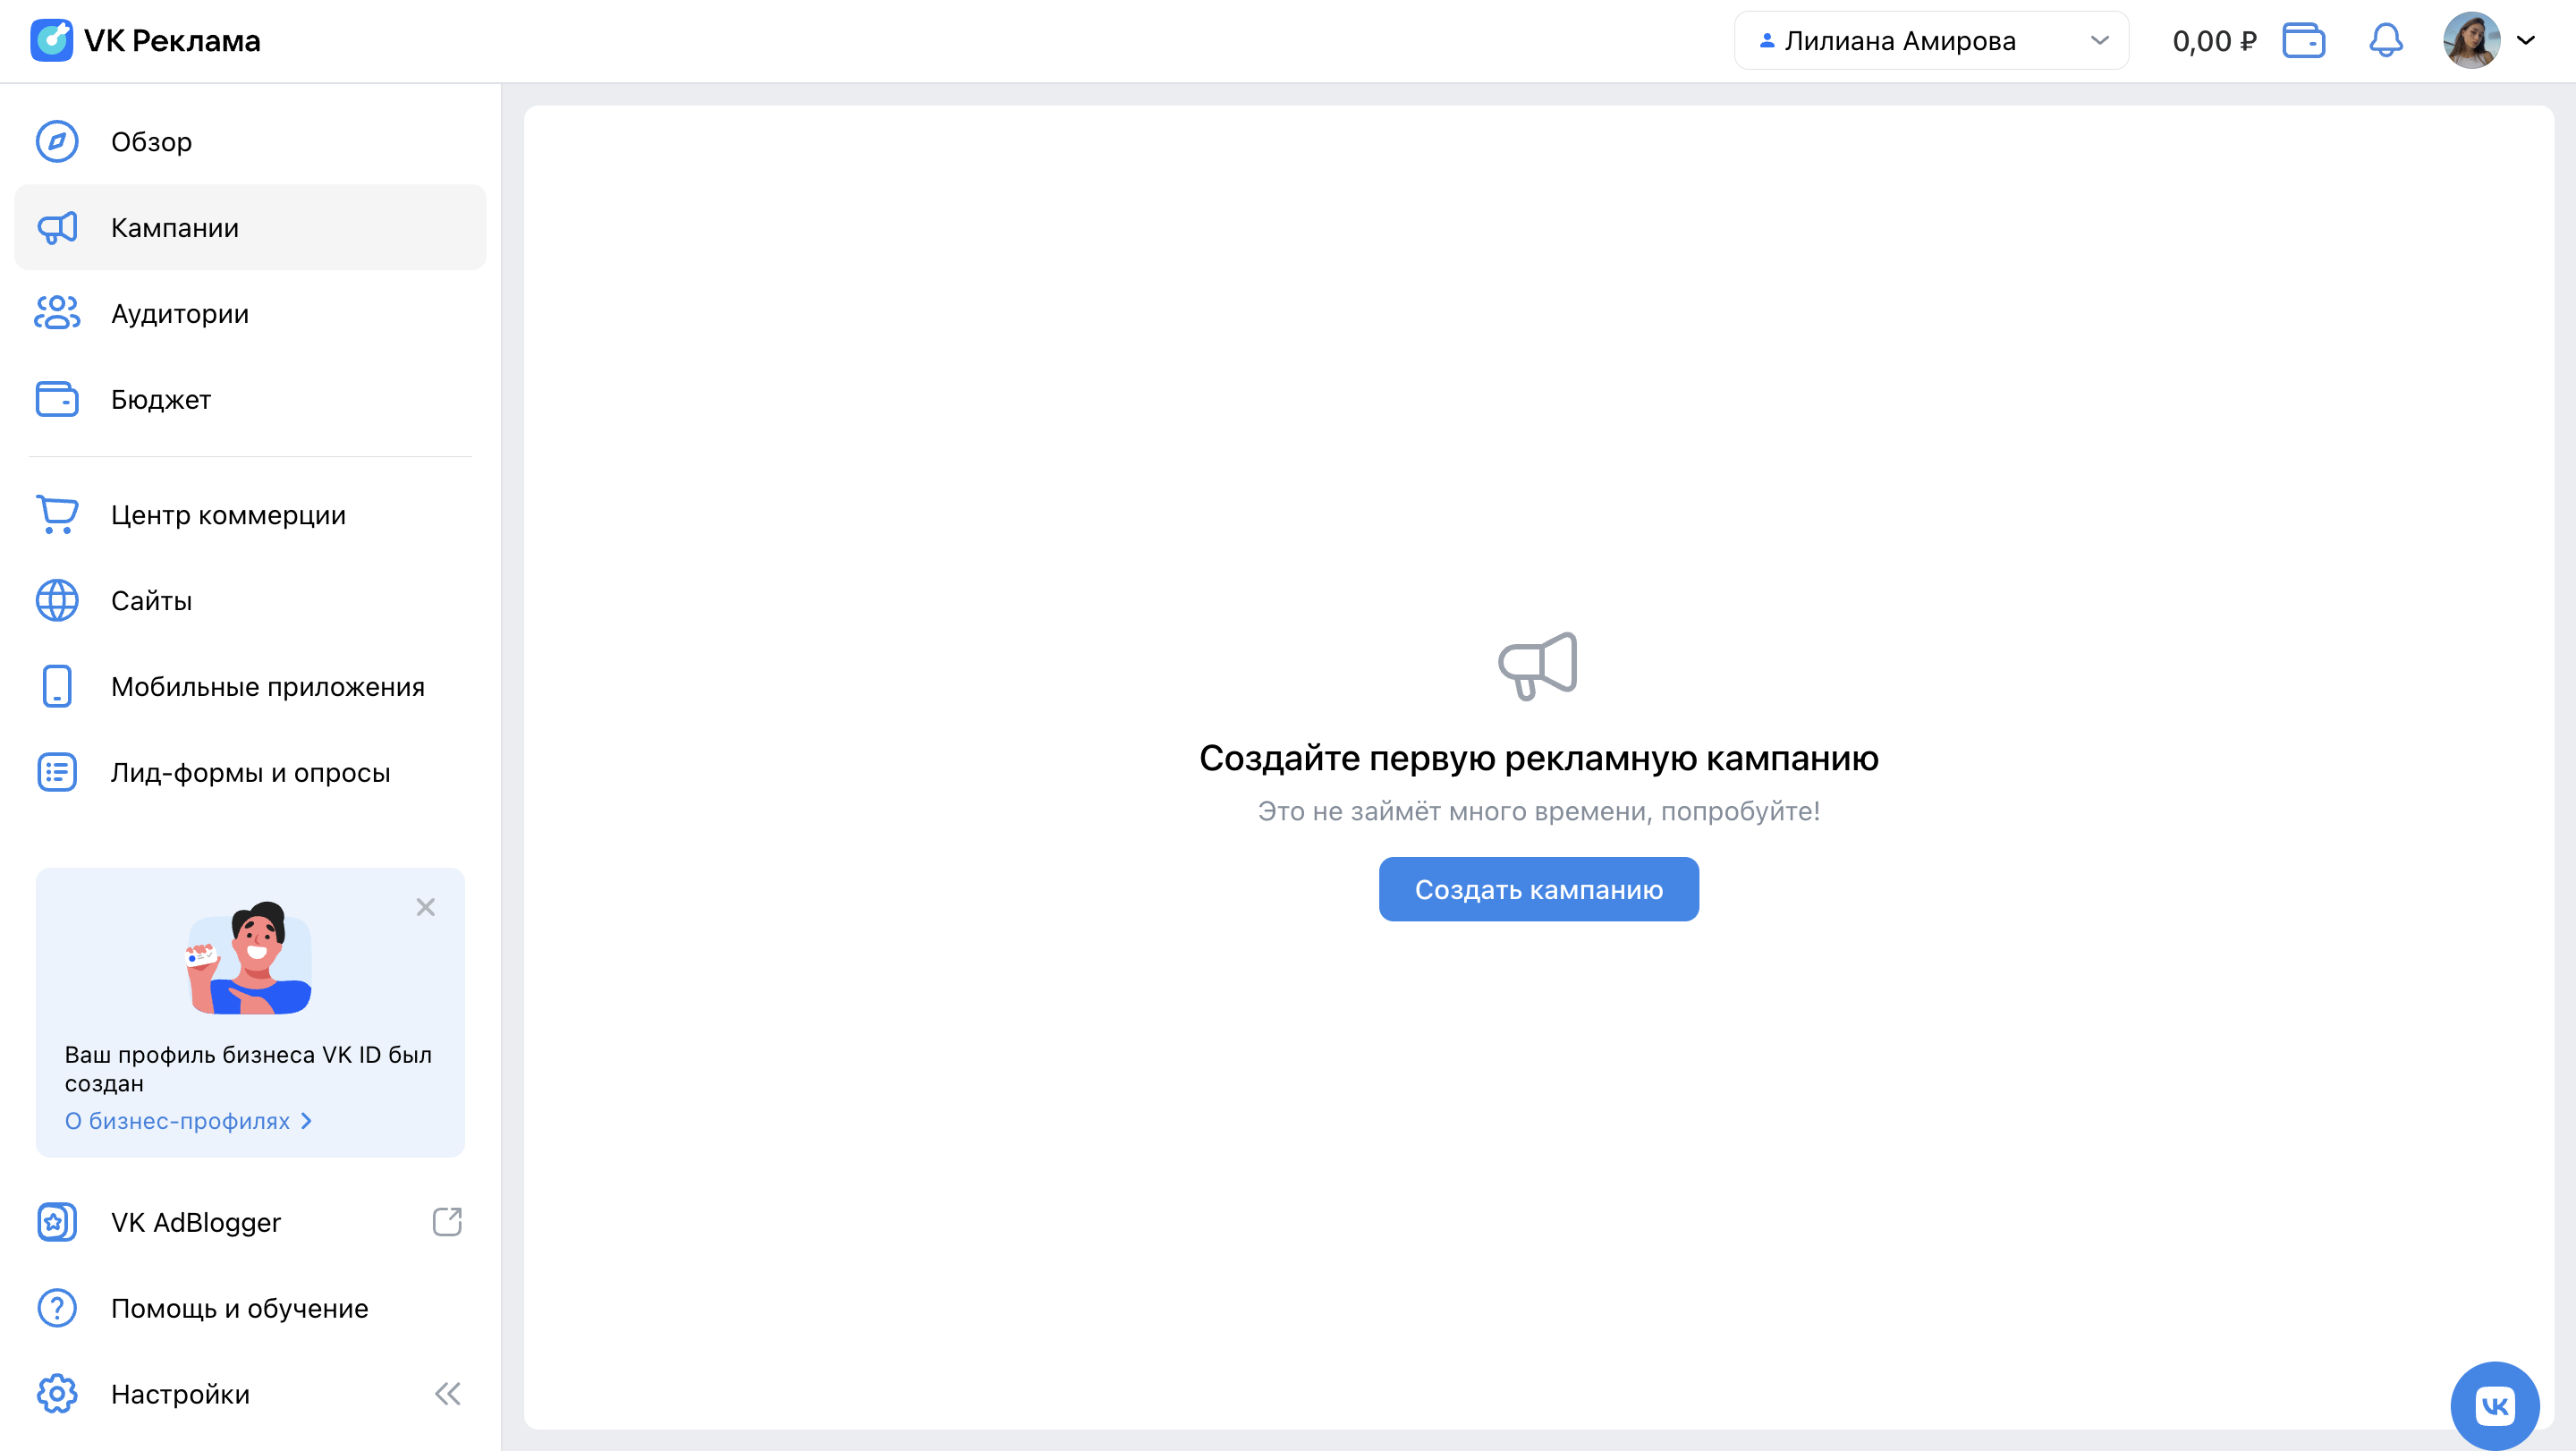 VK Реклама
Лилиана Амирова
0,00 ₽
Обзор
Кампании
Аудитории
Бюджет
Центр коммерции
Сайты
Мобильные приложения
Лид-формы и опросы
Ваш профиль бизнеса VK ID был
создан
О бизнес-профилях
VK AdBlogger
Помощь и обучение
Настройки
Создайте первую рекламную кампанию
Это не займёт много времени, попробуйте!
Создать кампанию
VK